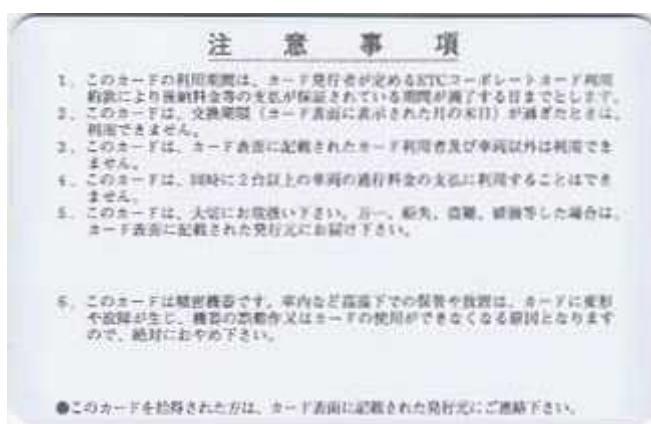 注意事項
1. このカードの利用期間は、カード発行者が定めるETCコーポレートカード利用
約款により後納料金等の支払が保証されている期間が満了する日までとします。
2. このカードは、交換期限（カード表面に表示された月の末日）が過ぎたときは、
利用できません。
3. このカードは、カード表面に記載されたカード利用者及び車両以外は利用でき
ません。
4. このカードは、同時に2台以上の車両の通行料金の支払に利用することはでき
ません。
5. このカードは、大切にお取扱い下さい。万一、紛失、盗難、破損等した場合は、
カード表面に記載された発行元にお届け下さい。
6. このカードは精密機器です。車内など高温下での保管や放置は、カードに変形
や故障が生じ、機器の誤動作又はカードの使用ができなくなる原因となります
ので、絶対におやめ下さい。
●このカードを拾得された方は、カード表面に記載された発行元にご連絡下さい。